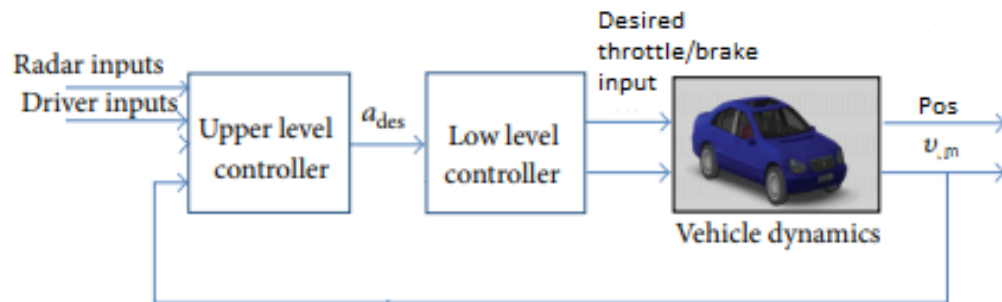 Radar inputs
Driver inputs
Upper level
controller
a_des
Low level
controller
Desired
throttle/brake
input
Vehicle dynamics
Pos
v.m